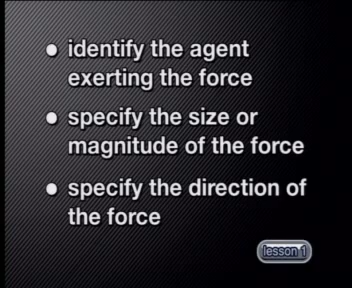 ● identify the agent
exerting the force
● specify the size or
magnitude of the force
● specify the direction of
the force
lesson 1